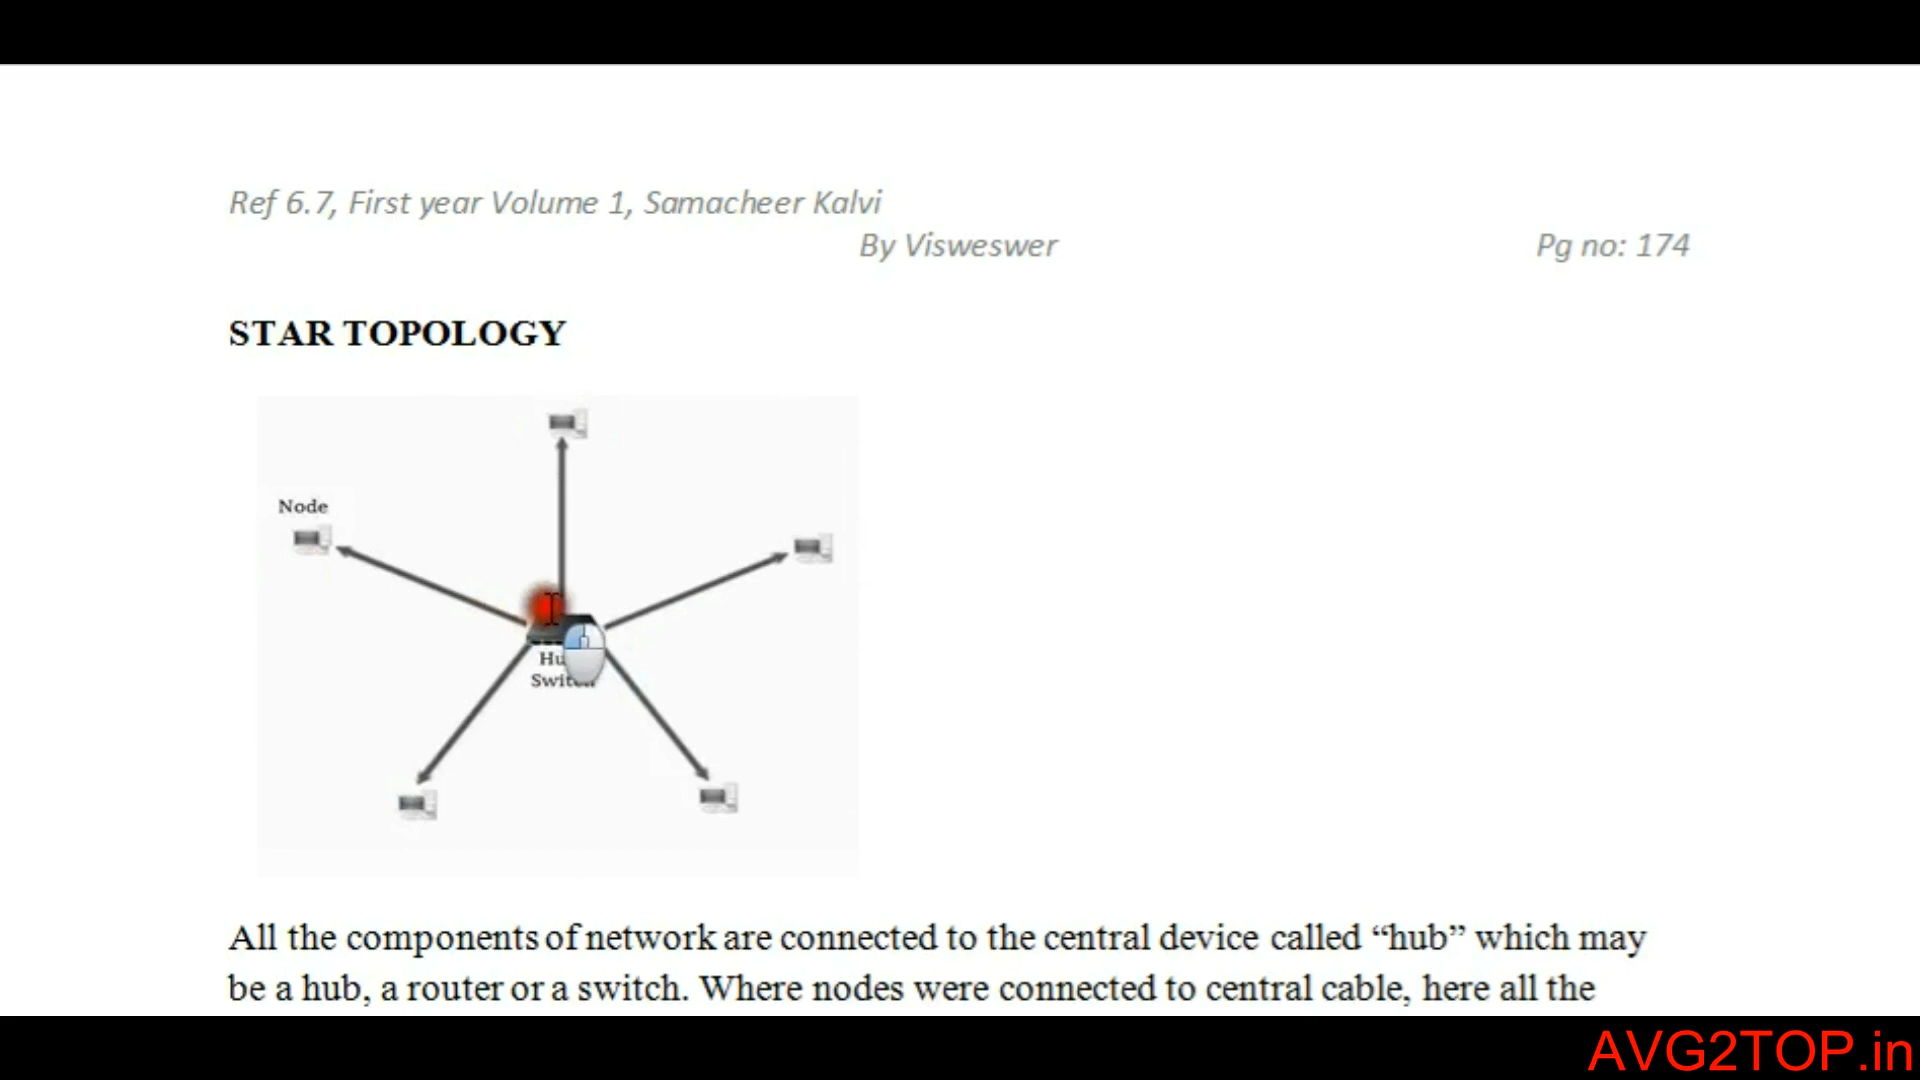 Ref 6.7, First year Volume 1, Samacheer Kalvi
By Visweswer Pg no: 174
STAR TOPOLOGY
Node
All the components of network are connected to the central device called “hub” which may
be a hub, a router or a switch. Where nodes were connected to central cable, here all the
AVG2TOP.in